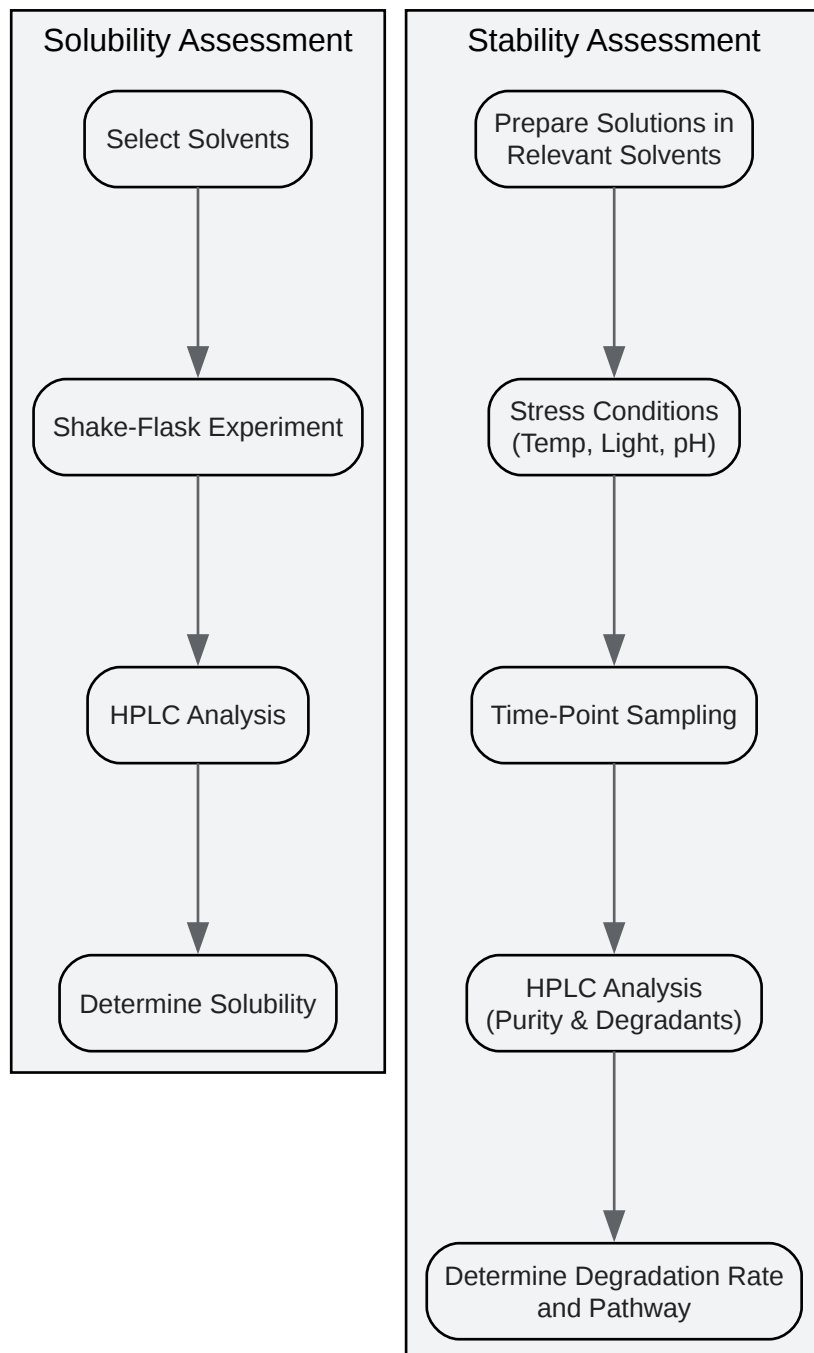 Solubility Assessment
Select Solvents
Shake-Flask Experiment
HPLC Analysis
Determine Solubility
Stability Assessment
Prepare Solutions in
Relevant Solvents
Stress Conditions
(Temp, Light, pH)
Time-Point Sampling
HPLC Analysis
(Purity & Degradants)
Determine Degradation Rate
and Pathway